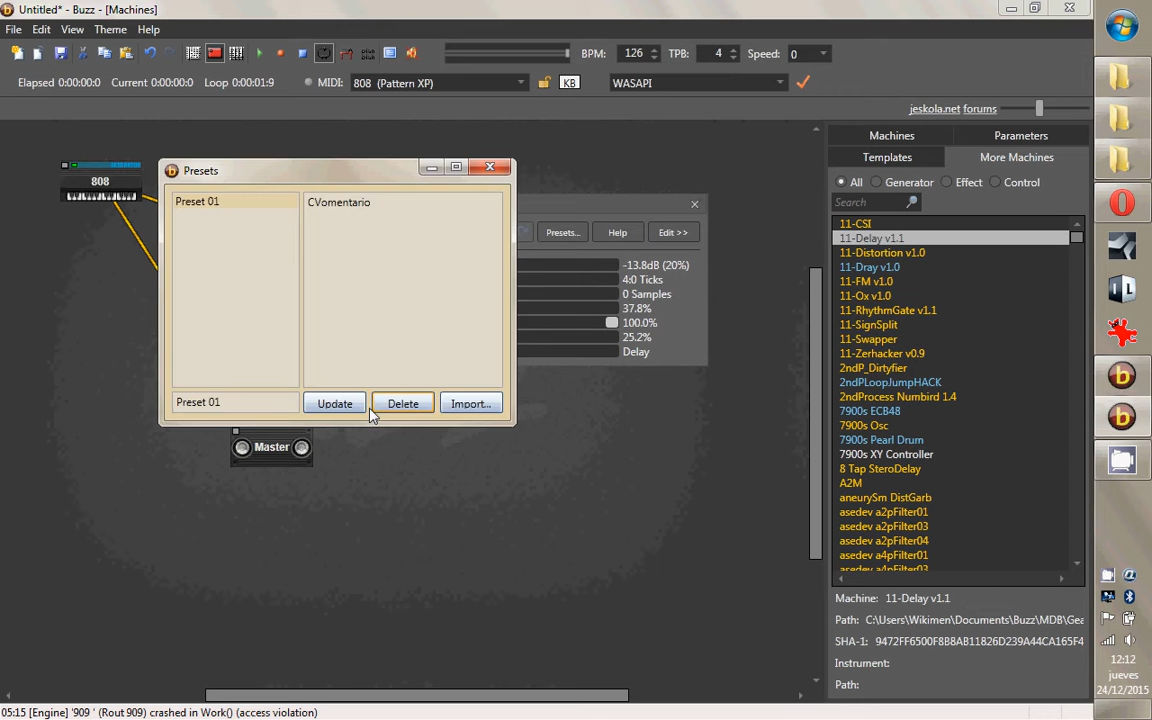 Untitled* - Buzz - [Machines]
File Edit View Theme Help
BPM: 126 TPB: 4 Speed: 0
Elapsed 0:00:00:0 Current 0:00:00:0 Loop 0:00:01:9 MIDI: 808 (Pattern XP) KB WASAPI
jeskola.net forums
Machines Parameters
Templates More Machines
All Generator Effect Control
Search
11-CSI
11-Delay v1.1
11-Distortion v1.0
11-Dray v1.0
11-FM v1.0
11-Ox v1.0
11-RhythmGate v1.1
11-SignSplit
11-Swapper
11-Zerhacker v0.9
2ndP_Dirtyfier
2ndPLoopJumpHACK
2ndProcess Numbird 1.4
7900s ECB48
7900s Osc
7900s Pearl Drum
7900s XY Controller
8 Tap SteroDelay
A2M
aneurySm DistGarb
asedev a2pFilter01
asedev a2pFilter03
asedev a2pFilter04
asedev a4pFilter01
asedev a4pFilter03
Machine: 11-Delay v1.1
Path: C:\Users\Wikimen\Documents\Buzz\MDB\Gea
SHA-1: 9472FF6500F8B8AB11826D239A44CA165F4
Instrument:
Path:
808
Presets
Preset 01
CVomentario
Preset 01 Update Delete Import...
Presets... Help Edit >>
-13.8dB (20%)
4:0 Ticks
0 Samples
37.8%
100.0%
25.2%
Delay
Master
12:12
jueves
24/12/2015
05:15 [Engine] '909 ' (Rout 909) crashed in Work() (access violation)